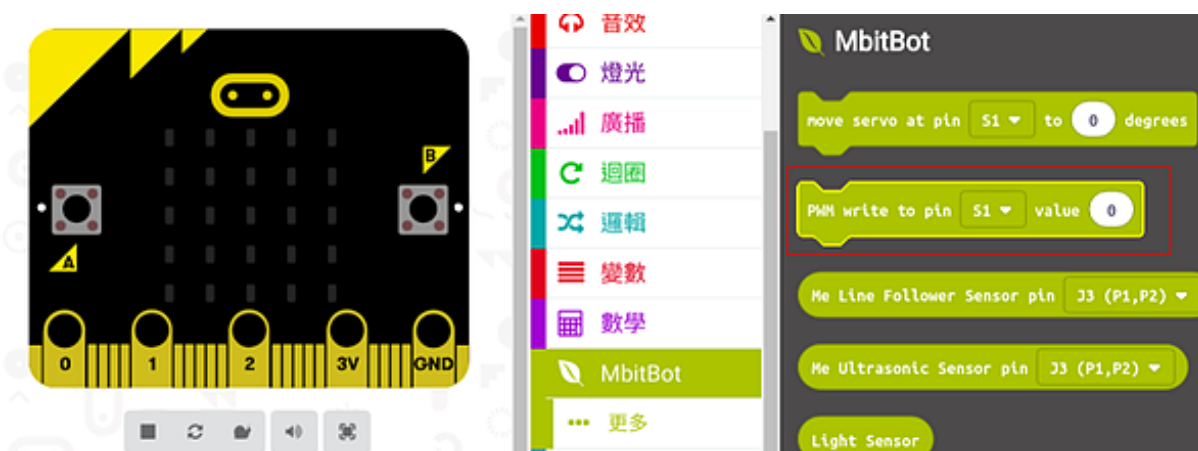 B
A
0
1
2
3V
GND
音效
燈光
廣播
迴圈
邏輯
變數
數學
MbitBot
更多
MbitBot
move servo at pin S1 to 0 degrees
PWM write to pin S1 value 0
Me Line Follower Sensor pin J3 (P1,P2)
Me Ultrasonic Sensor pin J3 (P1,P2)
Light Sensor